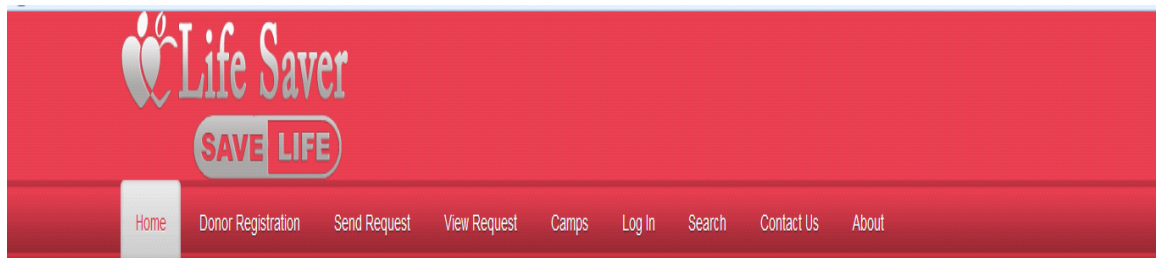 Life Saver
SAVE LIFE
Home Donor Registration Send Request View Request Camps Log In Search Contact Us About